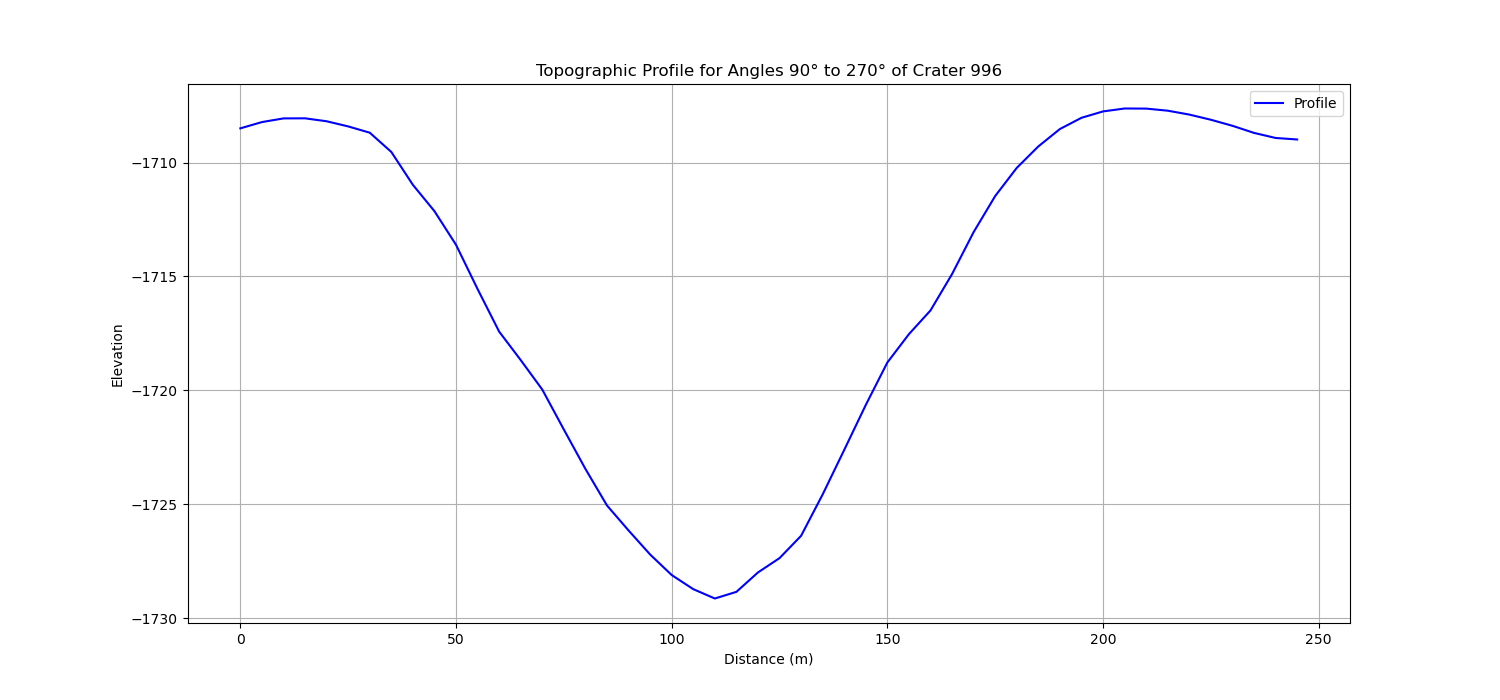 Topographic Profile for Angles 90° to 270° of Crater 996
Profile
Elevation
−1710
−1715
−1720
−1725
−1730
0 50 100 150 200 250
Distance (m)